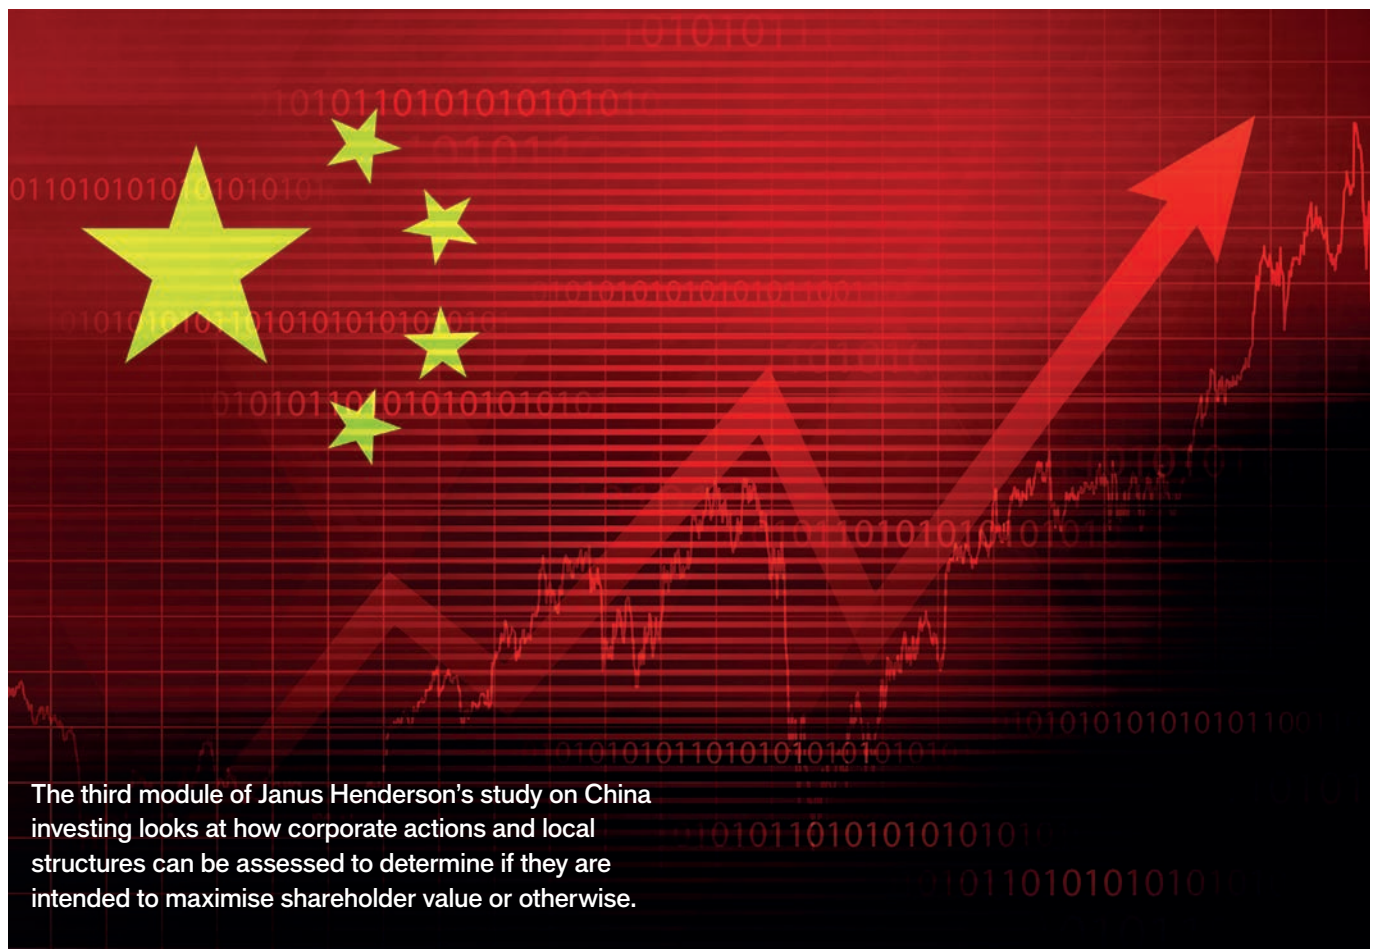 The third module of Janus Henderson’s study on China
investing looks at how corporate actions and local
structures can be assessed to determine if they are
intended to maximise shareholder value or otherwise.